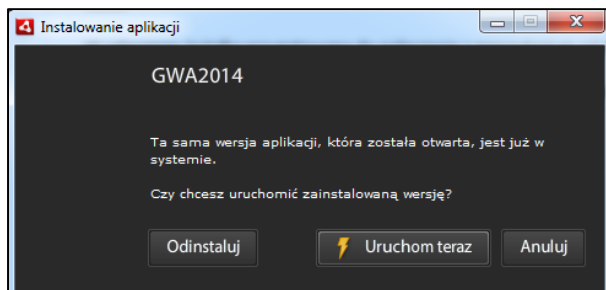 Instalowanie aplikacji
GWA2014
Ta sama wersja aplikacji, która została otwarta, jest już w
systemie.
Czy chcesz uruchomić zainstalowaną wersję?
Odinstaluj Uruchom teraz Anuluj